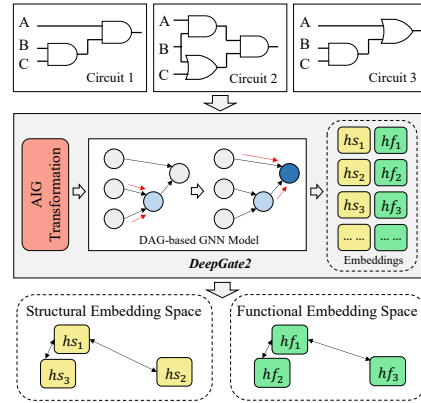 A
B
C
Circuit 1
A
B
C
Circuit 2
A
B
C
Circuit 3
AIG
Transformation
DAG-based GNN Model
hs₁ hf₁
hs₂ hf₂
hs₃ hf₃
... ... ... ...
Embeddings
DeepGate2
Structural Embedding Space
hs₁
hs₃
hs₂
Functional Embedding Space
hf₁
hf₂
hf₃